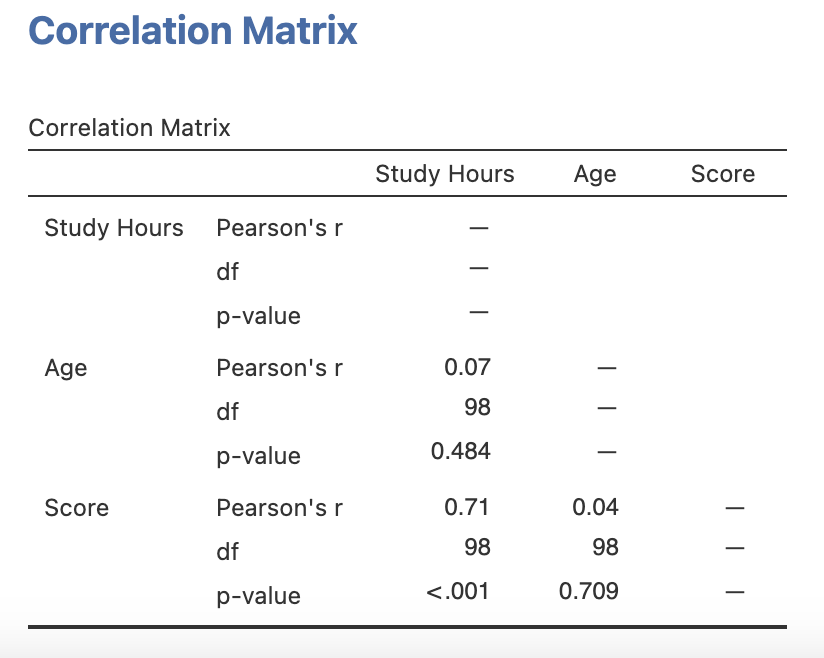 Correlation Matrix
Correlation Matrix
Study Hours Age Score
Study Hours Pearson's r —
df —
p-value —
Age Pearson's r 0.07 —
df 98 —
p-value 0.484 —
Score Pearson's r 0.71 0.04 —
df 98 98 —
p-value <.001 0.709 —